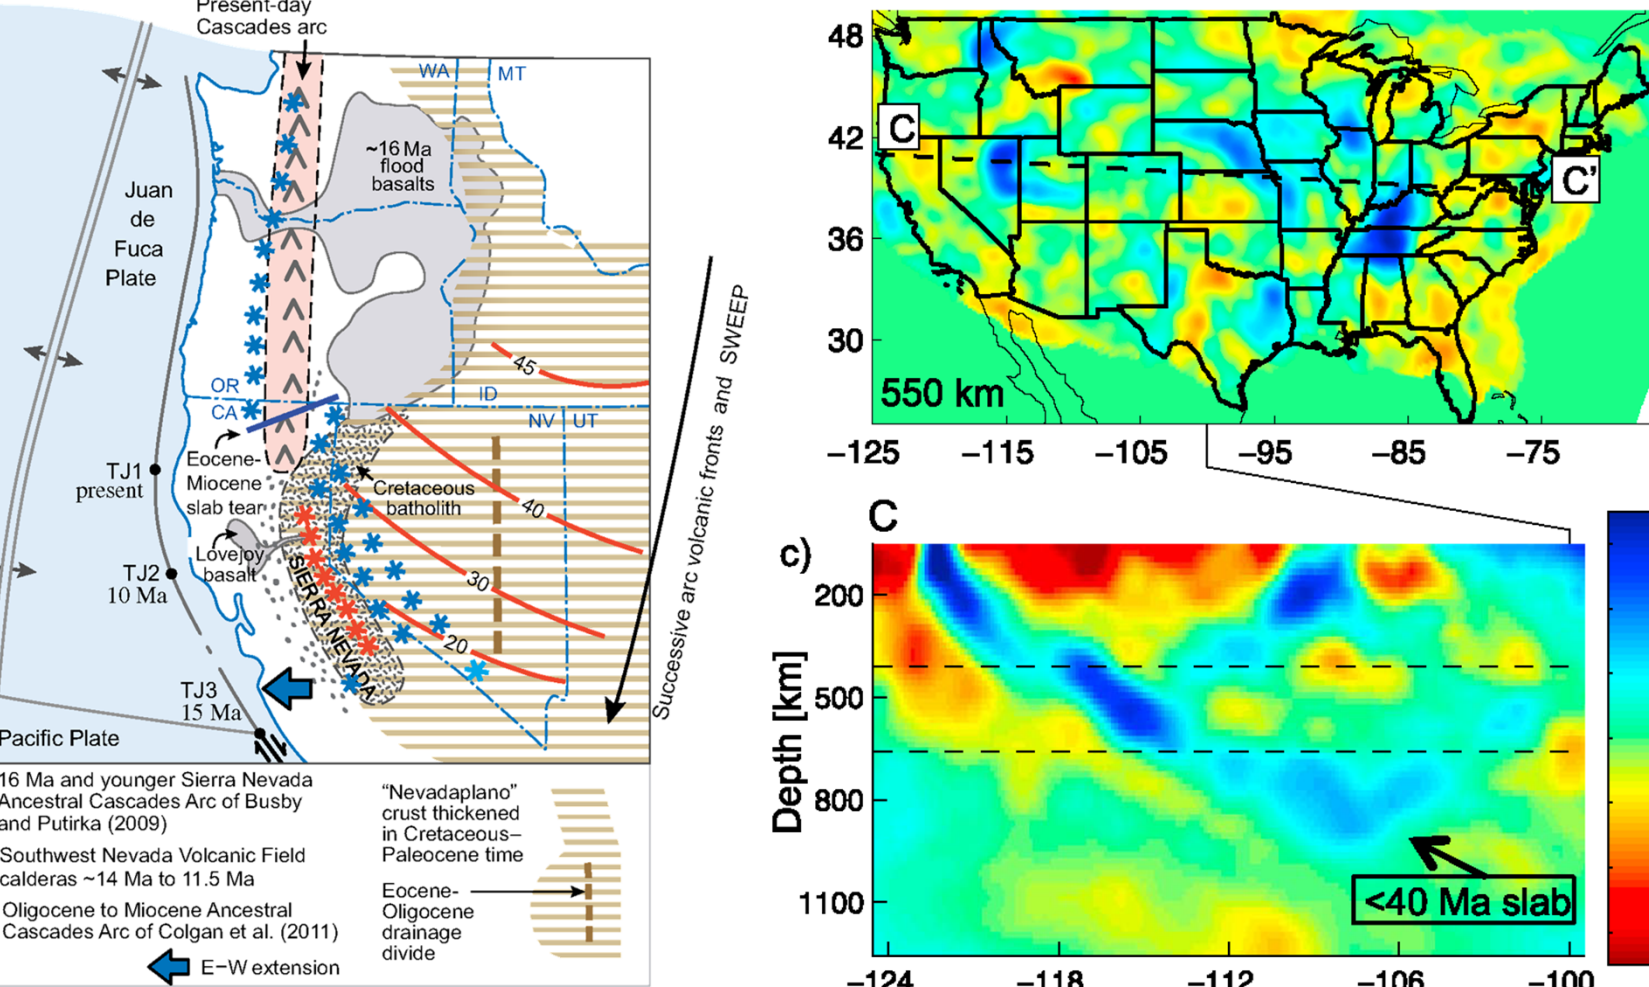 Present-day
Cascades arc
WA
MT
~16 Ma
flood
basalts
Juan
de
Fuca
Plate
45
OR
CA
ID
NV
UT
Eocene-
Miocene
slab tear
TJ1
present
Cretaceous
batholith
40
Lovejoy
basalt
TJ2
10 Ma
30
SIERRA NEVADA
20
TJ3
15 Ma
Pacific Plate
Successive arc volcanic fronts and SWEEP
16 Ma and younger Sierra Nevada
Ancestral Cascades Arc of Busby
and Putirka (2009)
Southwest Nevada Volcanic Field
calderas ~14 Ma to 11.5 Ma
Oligocene to Miocene Ancestral
Cascades Arc of Colgan et al. (2011)
E–W extension
"Nevadaplano"
crust thickened
in Cretaceous–
Paleocene time
Eocene-
Oligocene
drainage
divide
48
42
36
30
C
C'
550 km
−125 −115 −105 −95 −85 −75
C
c)
Depth [km]
200
500
800
1100
<40 Ma slab
−124 −118 −112 −106 −100